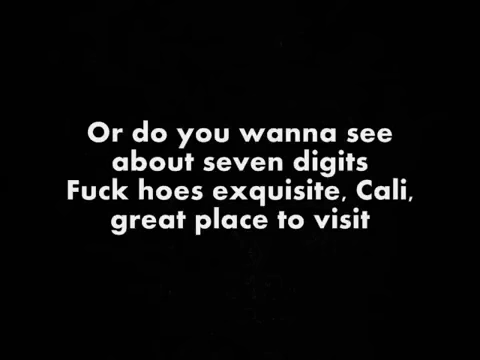 Or do you wanna see
about seven digits
Fuck hoes exquisite, Cali,
great place to visit